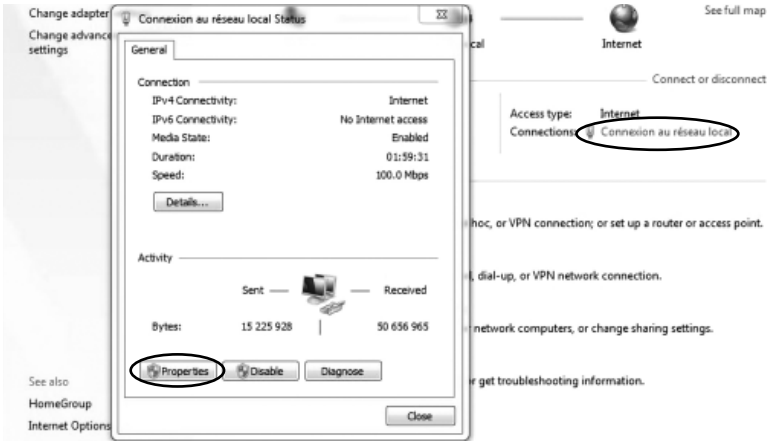 Change adapter
Change advance
settings
See also
HomeGroup
Internet Options
Connexion au réseau local Status
General
Connection
IPv4 Connectivity: Internet
IPv6 Connectivity: No Internet access
Media State: Enabled
Duration: 01:59:31
Speed: 100.0 Mbps
Details...
Activity
Sent Received
Bytes: 15 225 928 50 656 965
Properties Disable Diagnose
Close
See full map
cal Internet
Connect or disconnect
Access type: Internet
Connections: Connexion au réseau local
hoc, or VPN connection; or set up a router or access point.
, dial-up, or VPN network connection.
network computers, or change sharing settings.
r get troubleshooting information.